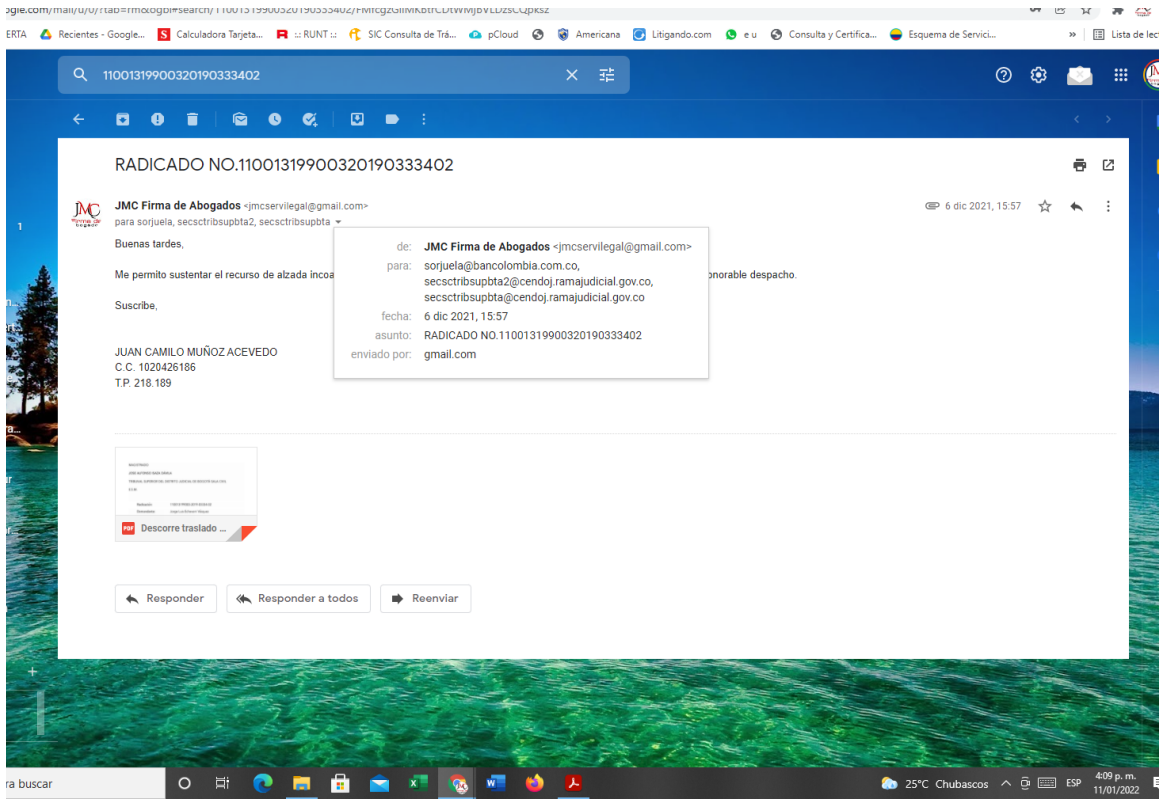 ERTA Recientes - Google... Calculadora Tarjeta... .:: RUNT ::. SIC Consulta de Trá... pCloud Americana Litigando.com e u Consulta y Certifica... Esquema de Servici... » Lista de lec
11001319900320190333402
RADICADO NO.11001319900320190333402
JMC Firma de Abogados <jmcservilegal@gmail.com>
6 dic 2021, 15:57
para sorjuela, secsctribsupbta2, secsctribsupbta
1
Buenas tardes,
Me permito sustentar el recurso de alzada incoa
onorable despacho.
Suscribe,
JUAN CAMILO MUÑOZ ACEVEDO
C.C. 1020426186
T.P. 218.189
de: JMC Firma de Abogados <jmcservilegal@gmail.com>
para: sorjuela@bancolombia.com.co,
secsctribsupbta2@cendoj.ramajudicial.gov.co,
secsctribsupbta@cendoj.ramajudicial.gov.co
fecha: 6 dic 2021, 15:57
asunto: RADICADO NO.11001319900320190333402
enviado por: gmail.com
PDF Descorre traslado ...
Responder Responder a todos Reenviar
ra buscar
25°C Chubascos ESP 4:09 p. m.
11/01/2022